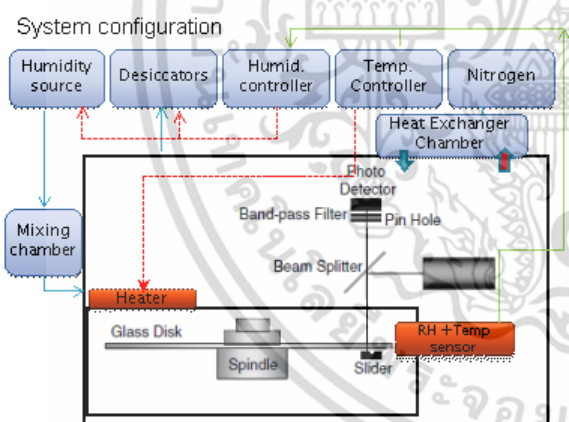 System configuration
Humidity
source
Desiccators
Humid.
controller
Temp.
Controller
Nitrogen
Heat Exchanger
Chamber
Photo
Detector
Band-pass Filter
Pin Hole
Mixing
chamber
Beam Splitter
Heater
Glass Disk
RH +Temp
sensor
Spindle
Slider